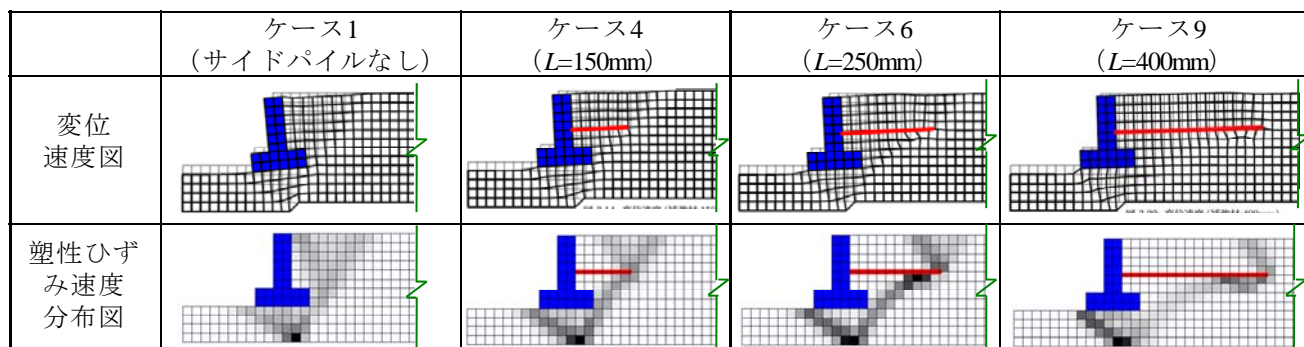 ケース1
(サイドパイルなし)
ケース4
(L=150mm)
ケース6
(L=250mm)
ケース9
(L=400mm)
変位
速度図
塑性ひず
み速度
分布図